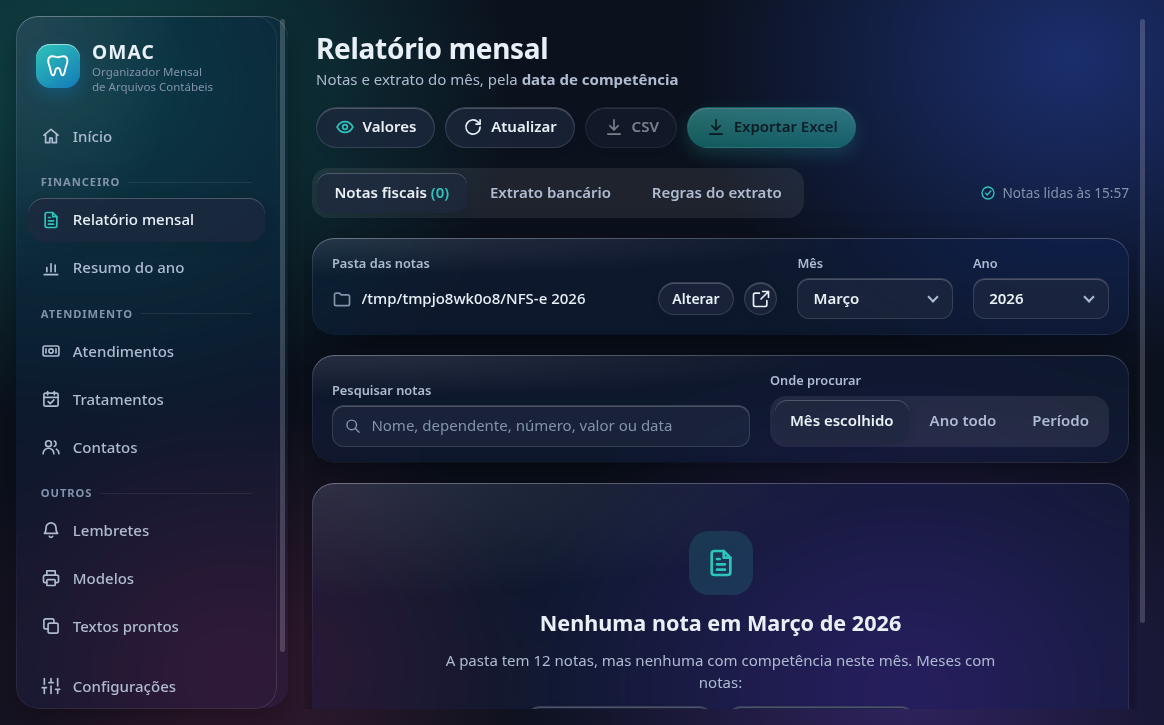 OMAC
Organizador Mensal
de Arquivos Contábeis
Início
FINANCEIRO
Relatório mensal
Resumo do ano
ATENDIMENTO
Atendimentos
Tratamentos
Contatos
OUTROS
Lembretes
Modelos
Textos prontos
Configurações
Relatório mensal
Notas e extrato do mês, pela data de competência
Valores
Atualizar
CSV
Exportar Excel
Notas fiscais (0)
Extrato bancário
Regras do extrato
Notas lidas às 15:57
Pasta das notas
/tmp/tmpjo8wk0o8/NFS-e 2026
Alterar
Mês
Março
Ano
2026
Pesquisar notas
Nome, dependente, número, valor ou data
Onde procurar
Mês escolhido
Ano todo
Período
Nenhuma nota em Março de 2026
A pasta tem 12 notas, mas nenhuma com competência neste mês. Meses com
notas: